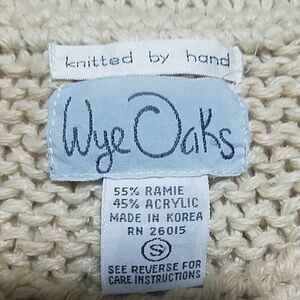 knitted by hand
Wye Oaks
55% RAMIE
45% ACRYLIC
MADE IN KOREA
RN 26015
S
SEE REVERSE FOR
CARE INSTRUCTIONS